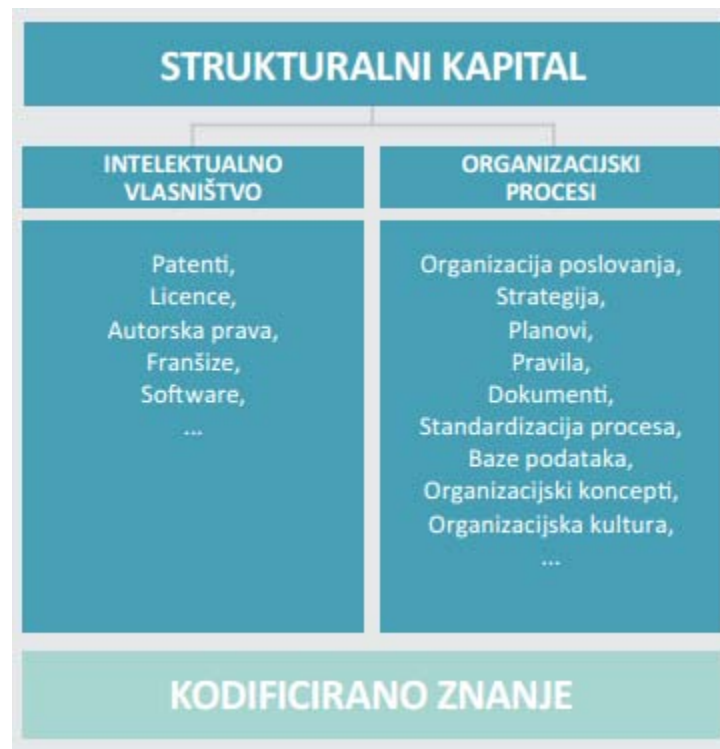 STRUKTURALNI KAPITAL
INTELEKTUALNO
VLASNIŠTVO
Patenti,
Licence,
Autorska prava,
Franšize,
Software,
...
ORGANIZACIJSKI
PROCESI
Organizacija poslovanja,
Strategija,
Planovi,
Pravila,
Dokumenti,
Standardizacija procesa,
Baze podataka,
Organizacijski koncepti,
Organizacijska kultura,
...
KODIFICIRANO ZNANJE